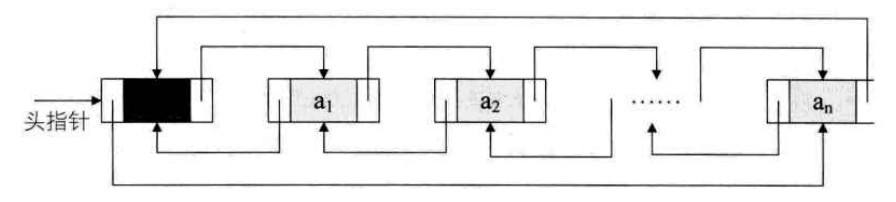 a₁ a₂ ...... aₙ
头指针